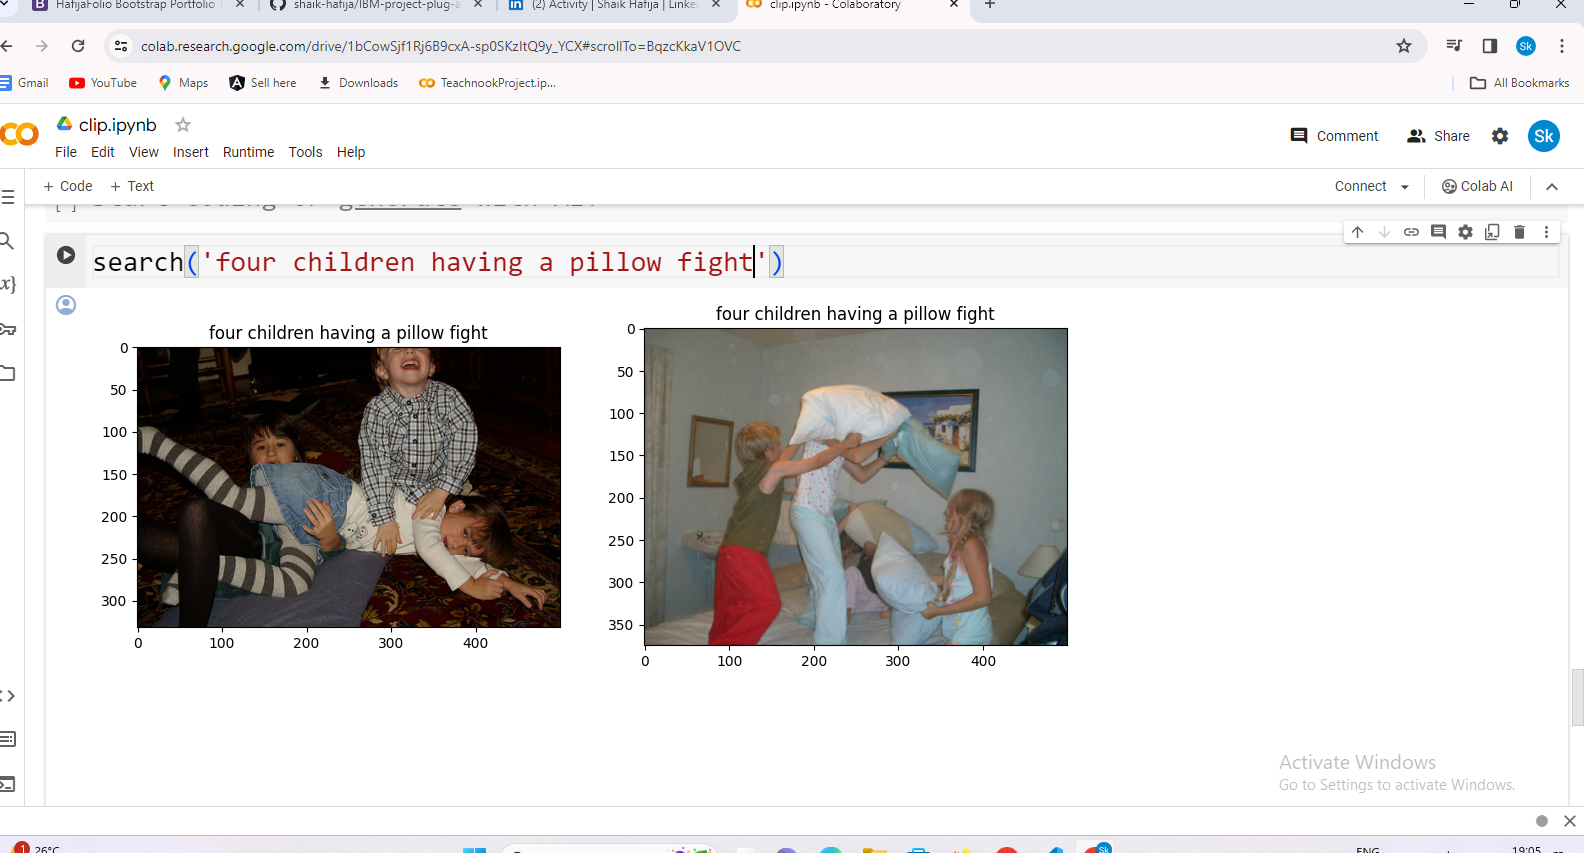 HafijaFolio Bootstrap Portfolio
shaik-hafija/IBM-project-plug-a
(2) Activity | Shaik Hafija | Linke
clip.ipynb - Colaboratory
colab.research.google.com/drive/1bCowSjf1Rj6B9cxA-sp0SKzItQ9y_YCX#scrollTo=BqzcKkaV1OVC
Sk
Gmail YouTube Maps Sell here Downloads TeachnookProject.ip... All Bookmarks
clip.ipynb
Comment Share Sk
File Edit View Insert Runtime Tools Help
+ Code + Text Connect Colab AI
search('four children having a pillow fight')
four children having a pillow fight
0
50
100
150
200
250
300
0 100 200 300 400
four children having a pillow fight
0
50
100
150
200
250
300
350
0 100 200 300 400
Activate Windows
Go to Settings to activate Windows.
1 26°C
Sk
ENG
19:05